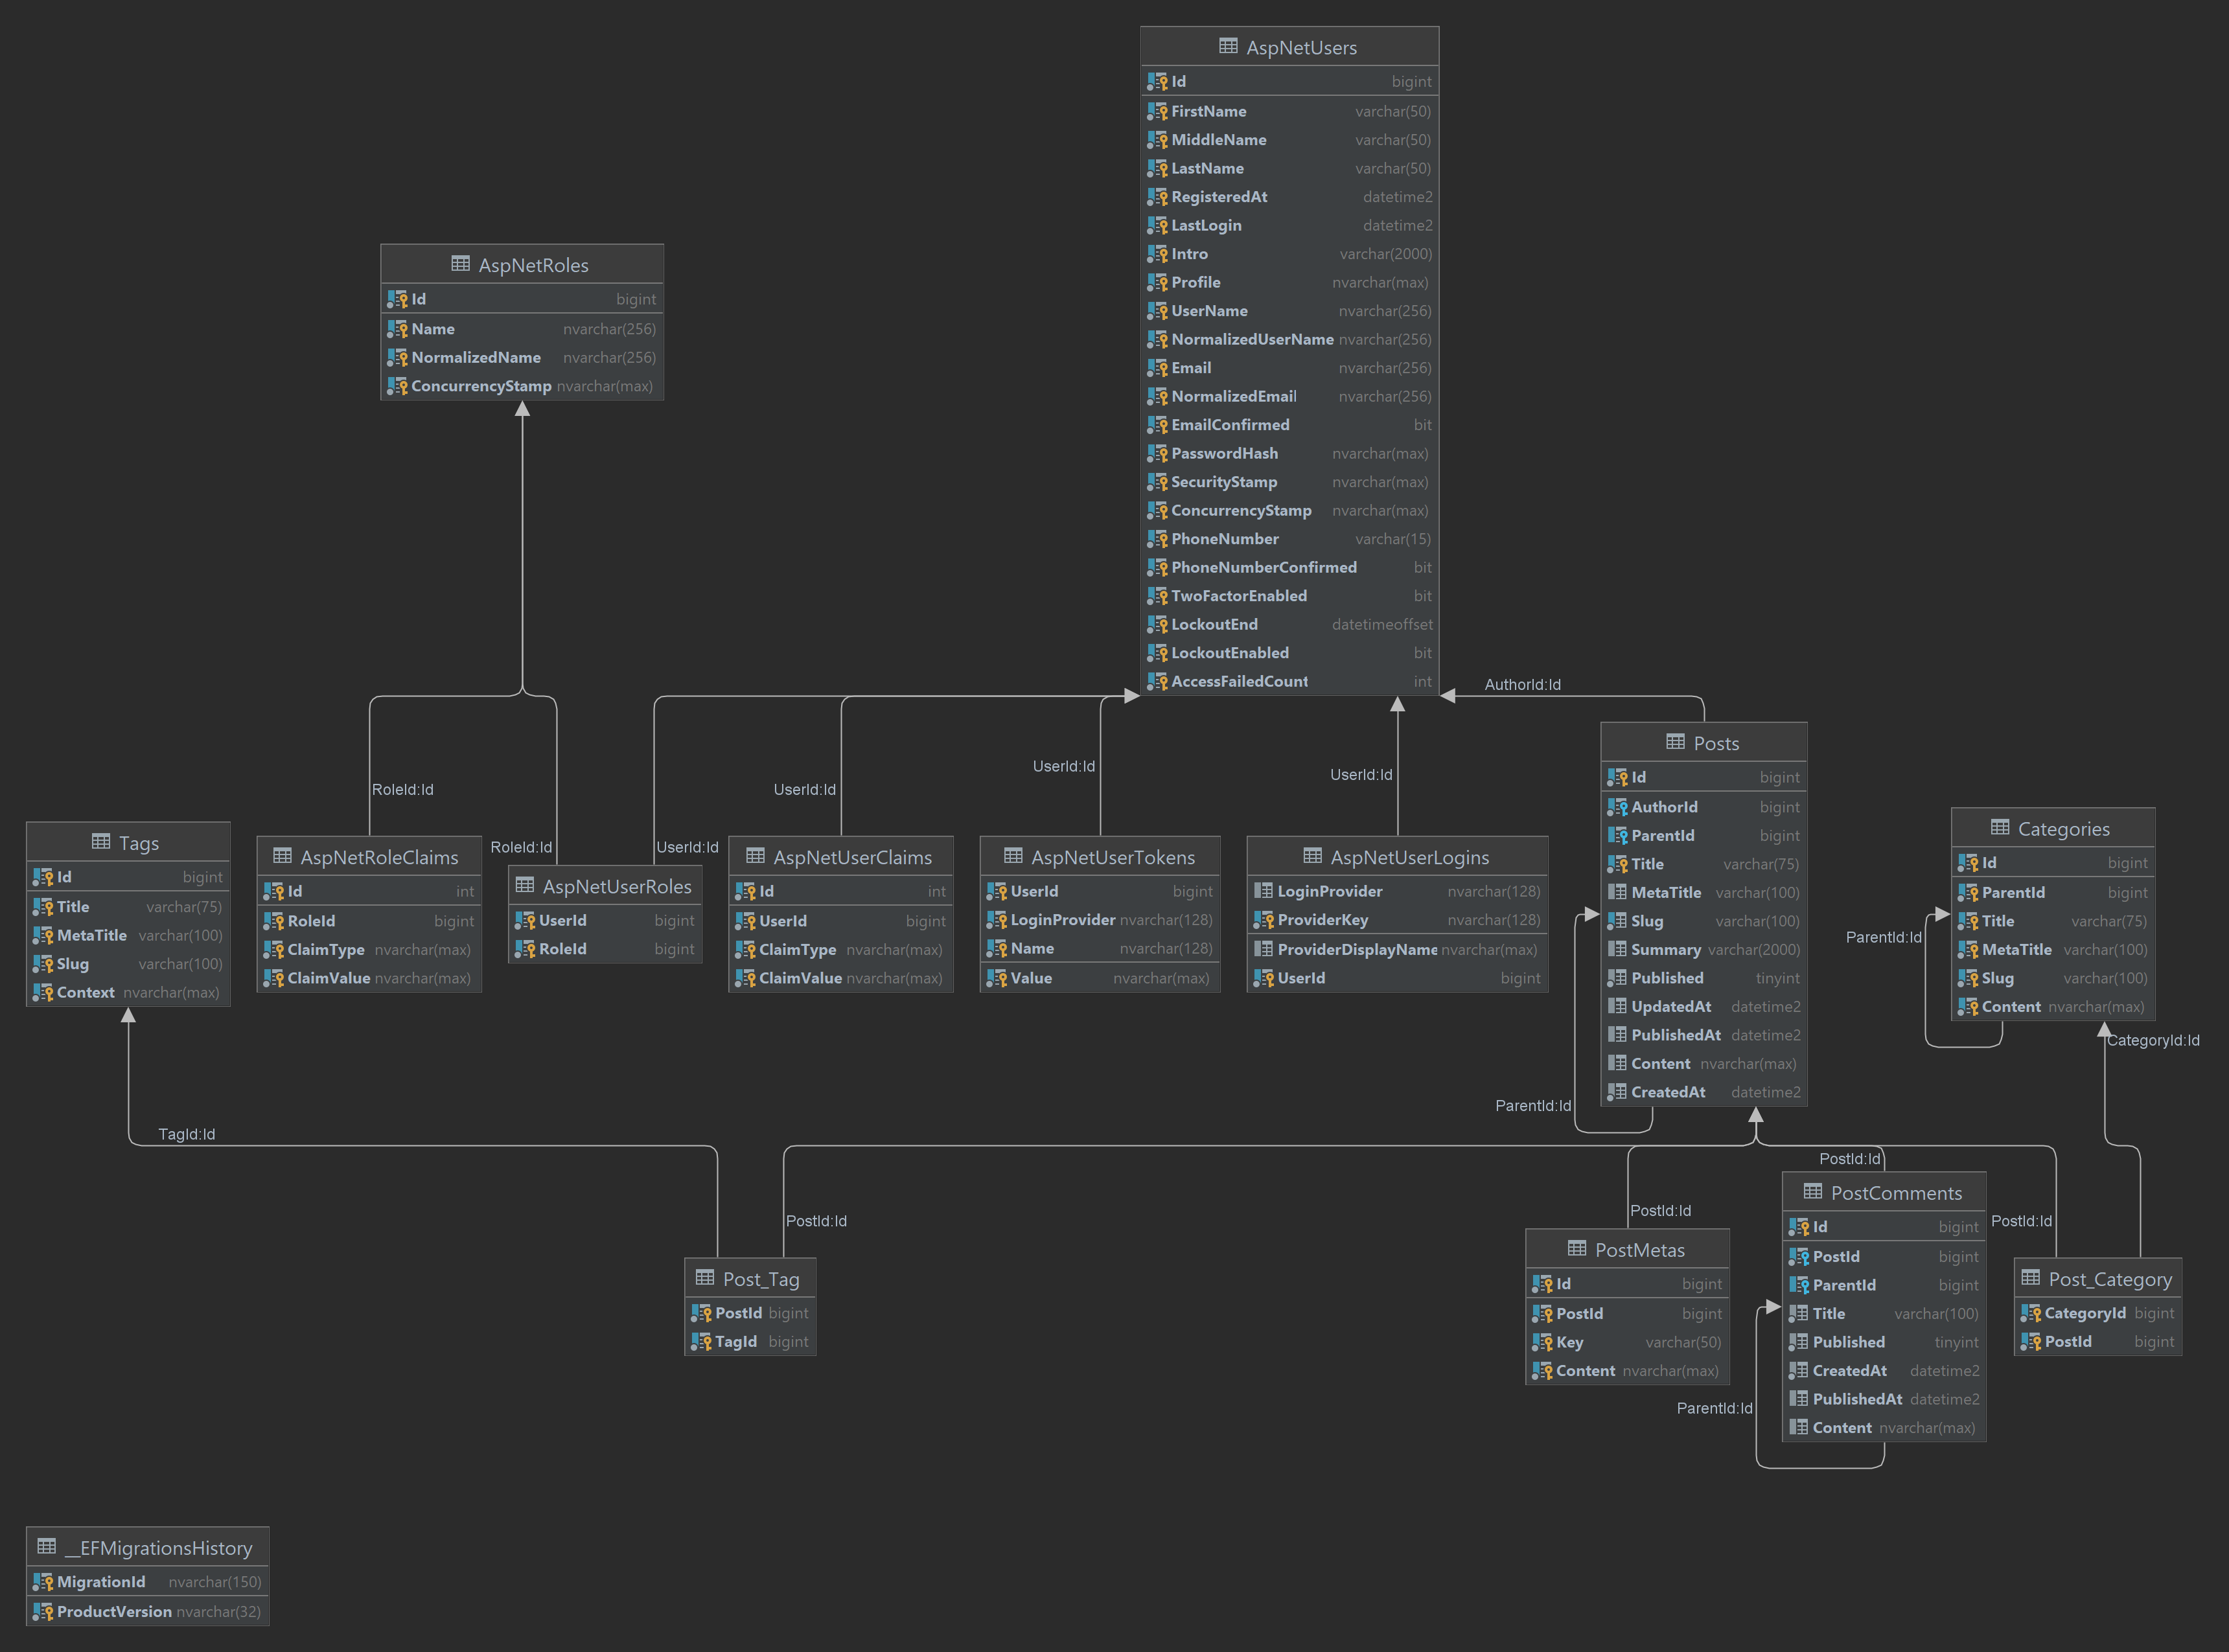 AspNetUsers
Id bigint
FirstName varchar(50)
MiddleName varchar(50)
LastName varchar(50)
RegisteredAt datetime2
LastLogin datetime2
Intro varchar(2000)
Profile nvarchar(max)
UserName nvarchar(256)
NormalizedUserName nvarchar(256)
Email nvarchar(256)
NormalizedEmail nvarchar(256)
EmailConfirmed bit
PasswordHash nvarchar(max)
SecurityStamp nvarchar(max)
ConcurrencyStamp nvarchar(max)
PhoneNumber varchar(15)
PhoneNumberConfirmed bit
TwoFactorEnabled bit
LockoutEnd datetimeoffset
LockoutEnabled bit
AccessFailedCount int
AspNetRoles
Id bigint
Name nvarchar(256)
NormalizedName nvarchar(256)
ConcurrencyStamp nvarchar(max)
AuthorId:Id
RoleId:Id
RoleId:Id
UserId:Id
UserId:Id
UserId:Id
UserId:Id
Tags
Id bigint
Title varchar(75)
MetaTitle varchar(100)
Slug varchar(100)
Context nvarchar(max)
AspNetRoleClaims
Id int
RoleId bigint
ClaimType nvarchar(max)
ClaimValue nvarchar(max)
AspNetUserRoles
UserId bigint
RoleId bigint
AspNetUserClaims
Id int
UserId bigint
ClaimType nvarchar(max)
ClaimValue nvarchar(max)
AspNetUserTokens
UserId bigint
LoginProvider nvarchar(128)
Name nvarchar(128)
Value nvarchar(max)
AspNetUserLogins
LoginProvider nvarchar(128)
ProviderKey nvarchar(128)
ProviderDisplayName nvarchar(max)
UserId bigint
Posts
Id bigint
AuthorId bigint
ParentId bigint
Title varchar(75)
MetaTitle varchar(100)
Slug varchar(100)
Summary varchar(2000)
Published tinyint
UpdatedAt datetime2
PublishedAt datetime2
Content nvarchar(max)
CreatedAt datetime2
ParentId:Id
Categories
Id bigint
ParentId bigint
Title varchar(75)
MetaTitle varchar(100)
Slug varchar(100)
Content nvarchar(max)
ParentId:Id
CategoryId:Id
TagId:Id
PostId:Id
PostId:Id
PostId:Id
PostId:Id
Post_Tag
PostId bigint
TagId bigint
PostMetas
Id bigint
PostId bigint
Key varchar(50)
Content nvarchar(max)
PostComments
Id bigint
PostId bigint
ParentId bigint
Title varchar(100)
Published tinyint
CreatedAt datetime2
PublishedAt datetime2
Content nvarchar(max)
ParentId:Id
Post_Category
CategoryId bigint
PostId bigint
__EFMigrationsHistory
MigrationId nvarchar(150)
ProductVersion nvarchar(32)